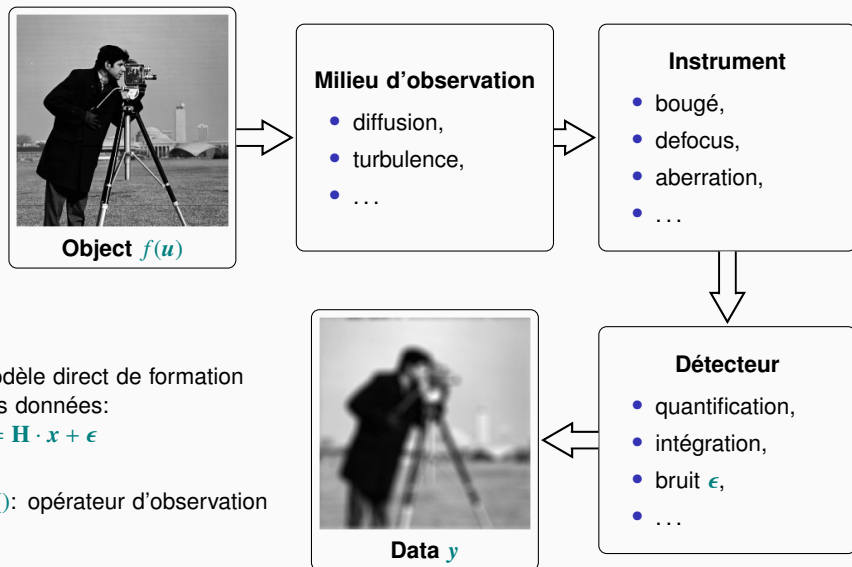 Object f(u)
Milieu d'observation
• diffusion,
• turbulence,
• ...
Instrument
• bougé,
• defocus,
• aberration,
• ...
Détecteur
• quantification,
• intégration,
• bruit ϵ,
• ...
Data y
dèle direct de formation
s données:
= H · x + ϵ
): opérateur d'observation